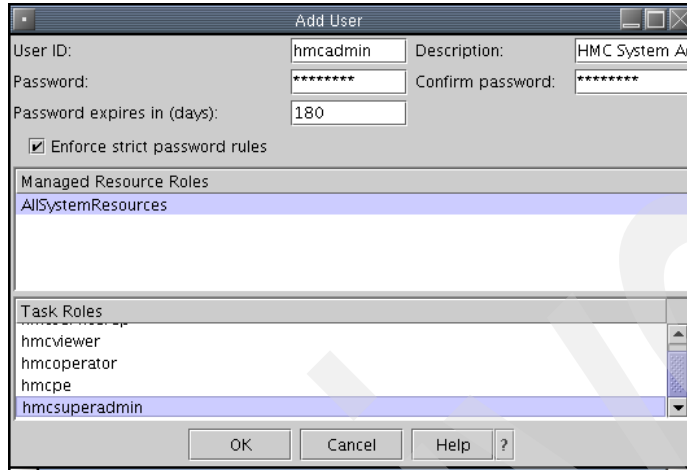 Add User
User ID: hmcadmin Description: HMC System A
Password: ******** Confirm password: ********
Password expires in (days): 180
Enforce strict password rules
Managed Resource Roles
AllSystemResources
Task Roles
hmcviewer
hmcoperator
hmcpe
hmcsuperadmin
OK Cancel Help ?